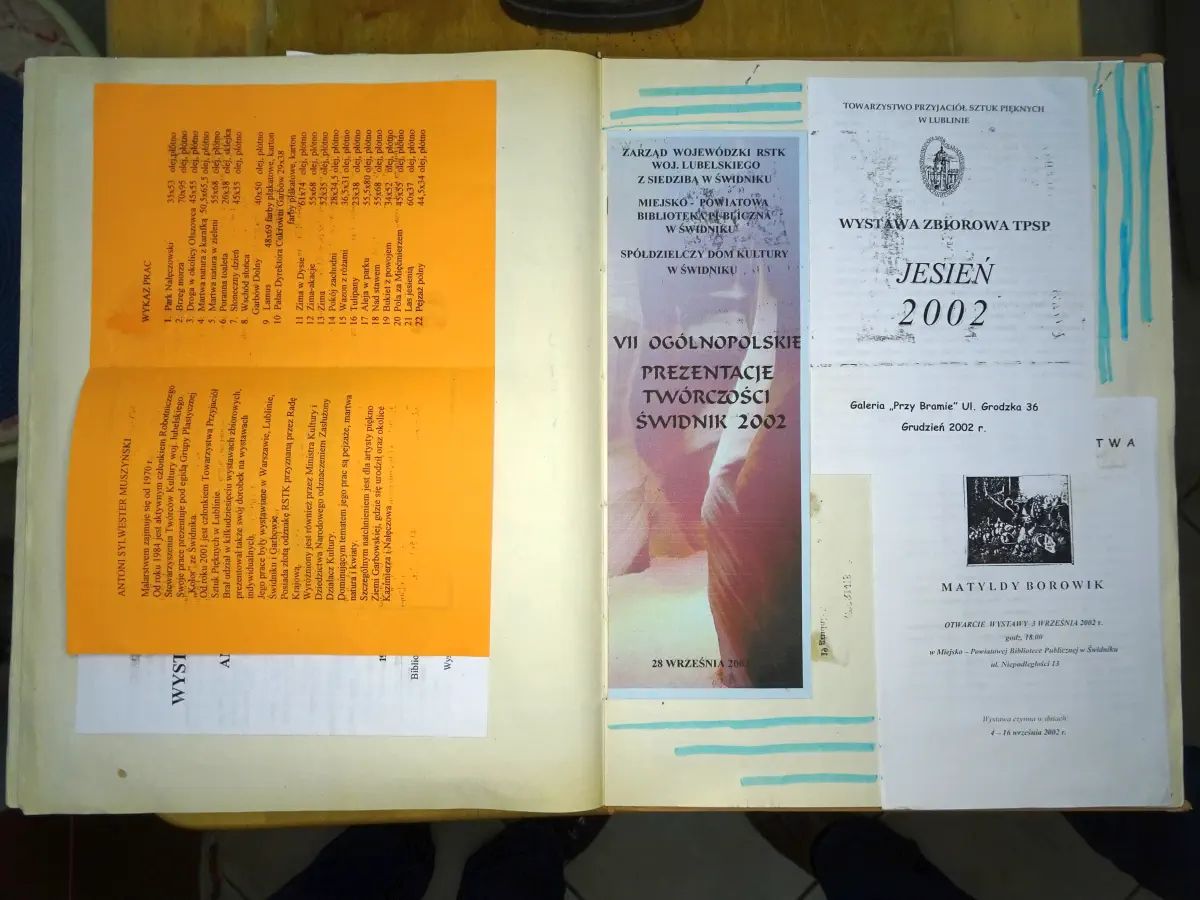 WYKAZ PRAC
1. Park Nałęczowski 35x53 olej, płótno
2. Brzeg morza 70x95 olej, płótno
3. Droga w okolicy Olszowca 45x55 olej, płótno
4. Martwa natura z karafką 50,5x65,5 olej, płótno
5. Martwa natura w zieleni 55x68 olej, płótno
6. Poranna toaleta 26x38 olej, sklejka
7. Słoneczny dzień 45x35 olej, płótno
8. Wschód słońca
Garbów Polny 40x50 olej, płótno
9 Lamus 48x69 farby plakatowe, karton
10 Pałac Dyrektora Cukrowni Garbów 29x38
farby plakatowe, karton
11 Zima w Dysie 61x74 olej, płótno
12 Zima-akacje 55x68 olej, płótno
13 Zima 32x35 olej, płótno
14 Pokój zachodni 28x34,5 olej, płótno
15 Wazon z różami 36,5x31 olej, płótno
16 Tulipany 23x38 olej, płótno
17 Aleja w parku 55,5x80 olej, płótno
18 Nad stawem 55x68 olej, płótno
19 Bukiet z powojem 34x52 olej, płótno
20 Pola za Mięćmierzem 45x55 olej, płótno
21 Las jesienią 60x37 olej, płótno
22 Pejzaż polny 44,5x34 olej, płótno
ANTONI SYLWESTER MUSZYŃSKI
Malarstwem zajmuje się od 1970 r.
Od roku 1984 jest aktywnym członkiem Robotniczego
Stowarzyszenia Twórców Kultury woj. lubelskiego.
Swoje prace prezentuje pod egidą Grupy Plastycznej
„Kolor" ze Świdnika.
Od roku 2001 jest członkiem Towarzystwa Przyjaciół
Sztuk Pięknych w Lublinie.
Brał udział w kilkudziesięciu wystawach zbiorowych,
prezentował także swój dorobek na wystawach
indywidualnych.
Jego prace były wystawiane w Warszawie, Lublinie,
Świdniku i Garbowie.
Posiada złotą odznakę RSTK przyznaną przez Radę
Krajową.
Wyróżniony jest również przez Ministra Kultury i
Dziedzictwa Narodowego odznaczeniem Zasłużony
Działacz Kultury.
Dominującym tematem jego prac są pejzaże, martwa
natura i kwiaty.
Szczególnym natchnieniem jest dla artysty piękno
Ziemi Garbowskiej, gdzie się urodził oraz okolice
Kazimierza i Nałęczowa
WYST
ZARZĄD WOJEWÓDZKI RSTK
WOJ. LUBELSKIEGO
Z SIEDZIBĄ W ŚWIDNIKU
MIEJSKO - POWIATOWA
BIBLIOTEKA PUBLICZNA
W ŚWIDNIKU
SPÓŁDZIELCZY DOM KULTURY
W ŚWIDNIKU
VII OGÓLNOPOLSKIE
PREZENTACJE
TWÓRCZOŚCI
ŚWIDNIK 2002
28 WRZEŚNIA 2002
TOWARZYSTWO PRZYJACIÓŁ SZTUK PIĘKNYCH
W LUBLINIE
WYSTAWA ZBIOROWA TPSP
JESIEŃ
2002
Galeria „Przy Bramie" Ul. Grodzka 36
Grudzień 2002 r.
T W A
MATYLDY BOROWIK
OTWARCIE WYSTAWY 3 WRZEŚNIA 2002 r.
godz. 18.00
w Miejsko – Powiatowej Bibliotece Publicznej w Świdniku
ul. Niepodległości 13
Wystawa czynna w dniach:
4 – 16 września 2002 r.